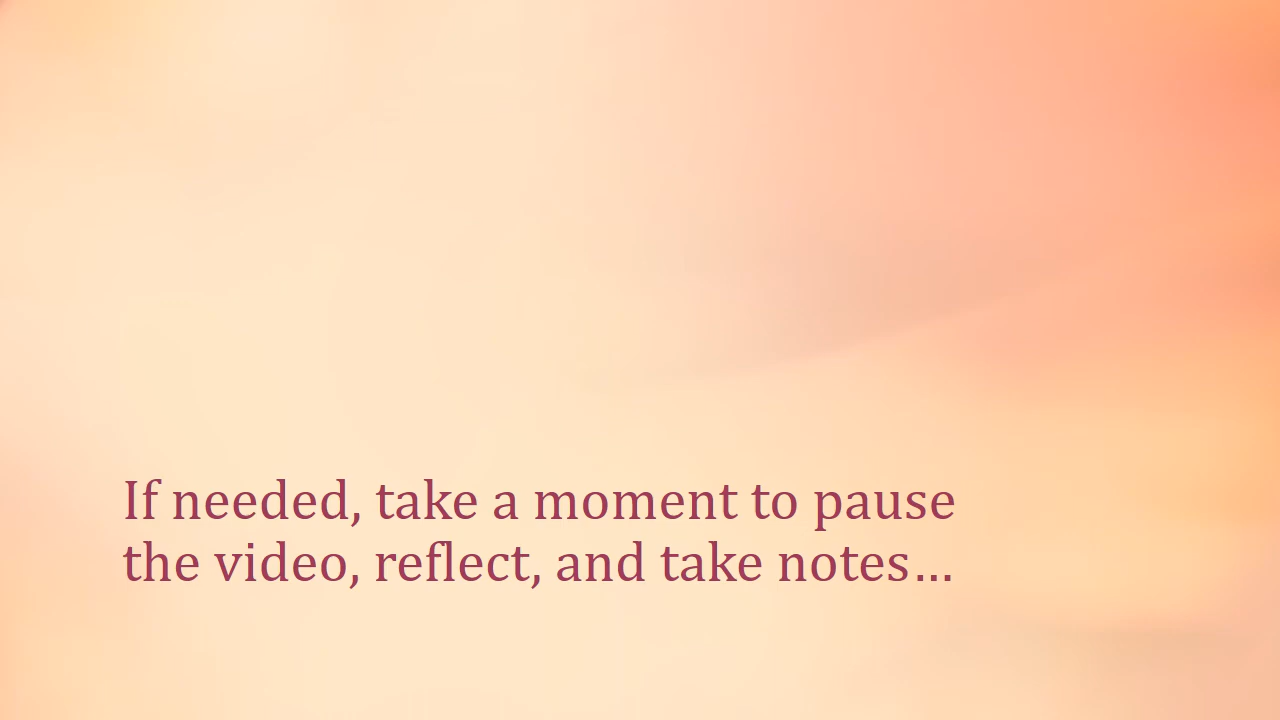 If needed, take a moment to pause
the video, reflect, and take notes…